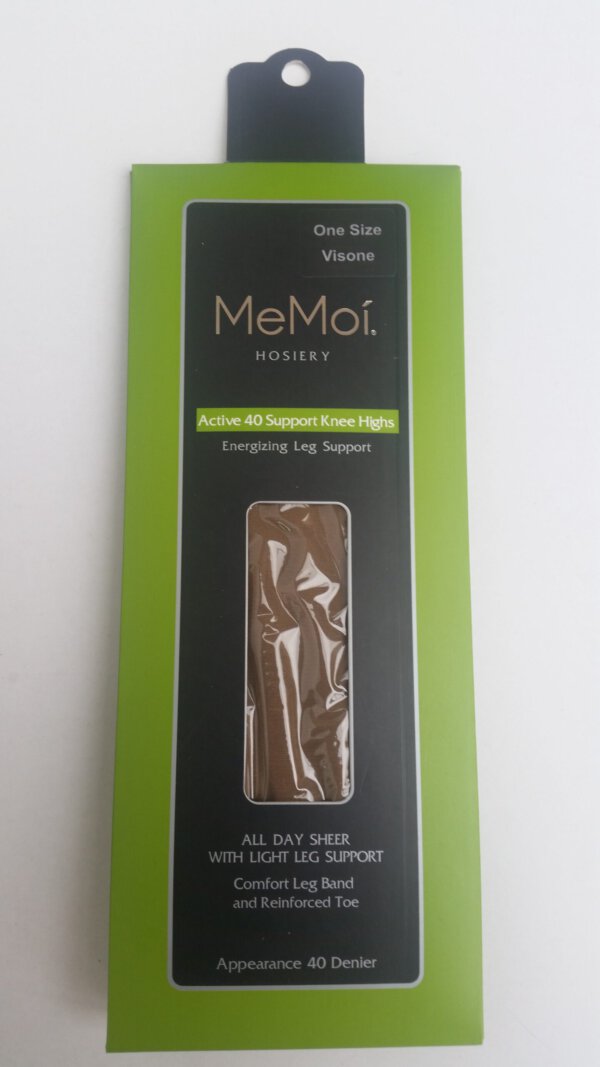 One Size
Visone
MeMoí.
HOSIERY
Active 40 Support Knee Highs
Energizing Leg Support
ALL DAY SHEER
WITH LIGHT LEG SUPPORT
Comfort Leg Band
and Reinforced Toe
Appearance 40 Denier